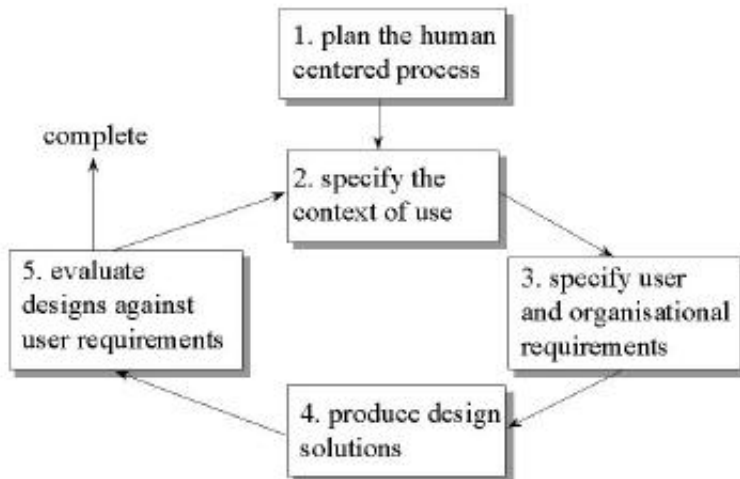 1. plan the human
centered process
complete
2. specify the
context of use
5. evaluate
designs against
user requirements
3. specify user
and organisational
requirements
4. produce design
solutions